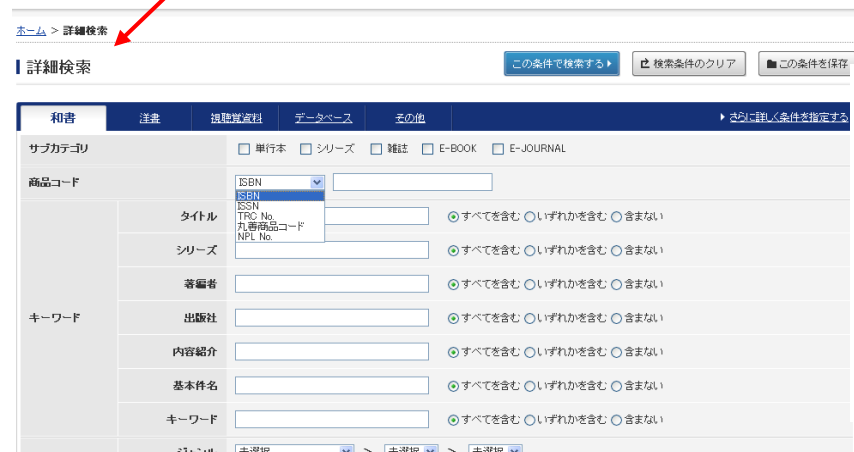 ホーム > 詳細検索
詳細検索 この条件で検索する 検索条件のクリア この条件を保存
和書 洋書 視聴覚資料 データベース その他 さらに詳しく条件を指定する
サブカテゴリ 単行本 シリーズ 雑誌 E-BOOK E-JOURNAL
商品コード ISBN
ISBN
ISSN
TRC No.
丸善商品コード
NPL No.
タイトル すべてを含む いずれかを含む 含まない
シリーズ すべてを含む いずれかを含む 含まない
著編者 すべてを含む いずれかを含む 含まない
キーワード 出版社 すべてを含む いずれかを含む 含まない
内容紹介 すべてを含む いずれかを含む 含まない
基本件名 すべてを含む いずれかを含む 含まない
キーワード すべてを含む いずれかを含む 含まない
ジャンル 未選択 > 未選択 > 未選択